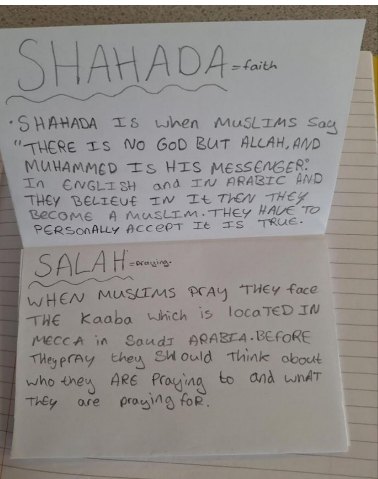 SHAHADA = faith
• SHAHADA IS when MUSLIMS say
"THERE IS NO GOD BUT ALLAH, AND
MUHAMMED IS HIS MESSENGER."
In ENGLISH and IN ARABIC AND
THEY BELIEVE IN It THEN THEY
BECOME A MUSLIM. THEY HAVE TO
PERSONALLY ACCEPT It IS TRUE.
SALAH = praying.
WHEN MUSLIMS PRAY THEY face
THE Kaaba which is locaTED IN
MECCA in Saudi ARABIA. BEFORE
They pRAY they SHould Think about
who they ARE Praying to and wHAT
THEy are praying foR.